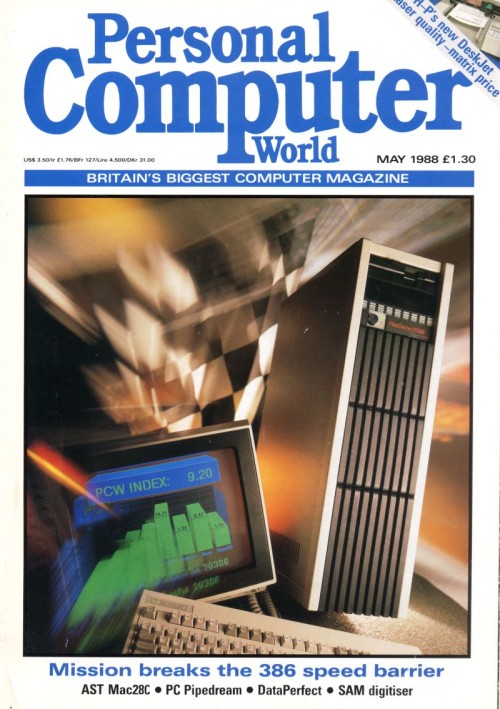 H-P's new DeskJet
laser quality – matrix price
Personal
Computer
World
US$ 3.50/Ir £1.76/BFr 127/Lire 4,500/DKr 31.00
MAY 1988 £1.30
BRITAIN'S BIGGEST COMPUTER MAGAZINE
PCW INDEX: 9.20
20386
20386
Mission breaks the 386 speed barrier
AST Mac28C ● PC Pipedream ● DataPerfect ● SAM digitiser